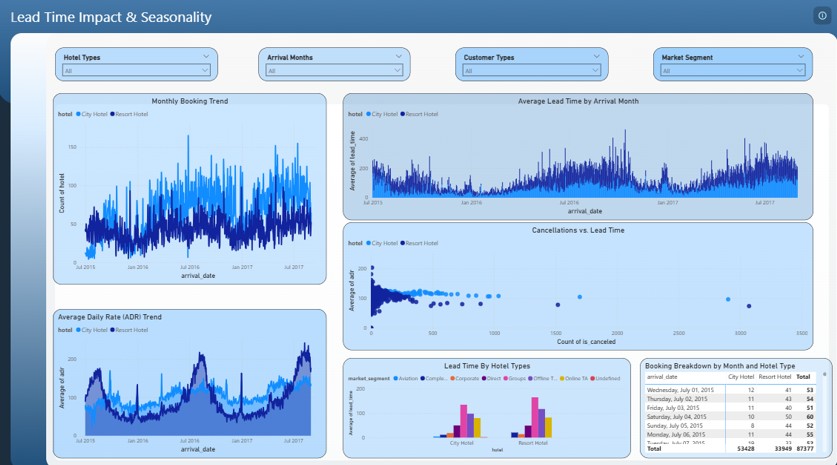 Lead Time Impact & Seasonality
Hotel Types
All
Arrival Months
All
Customer Types
All
Market Segment
All
Monthly Booking Trend
hotel City Hotel Resort Hotel
Count of hotel
150
100
50
0
Jul 2015 Jan 2016 Jul 2016 Jan 2017 Jul 2017
arrival_date
Average Lead Time by Arrival Month
hotel City Hotel Resort Hotel
Average of lead_time
400
200
0
Jul 2015 Jan 2016 Jul 2016 Jan 2017 Jul 2017
arrival_date
Cancellations vs. Lead Time
hotel City Hotel Resort Hotel
Average of adr
200
100
0
0 500 1000 1500 2000 2500 3000 3500
Count of is_canceled
Average Daily Rate (ADR) Trend
hotel City Hotel Resort Hotel
Average of adr
200
100
0
Jul 2015 Jan 2016 Jul 2016 Jan 2017 Jul 2017
arrival_date
Lead Time By Hotel Types
market_segment Aviation Comple... Corporate Direct Groups Offline T... Online TA Undefined
Average of lead_time
200
100
0
City Hotel Resort Hotel
hotel
Booking Breakdown by Month and Hotel Type
arrival_date City Hotel Resort Hotel Total
Wednesday, July 01, 2015 12 41 53
Thursday, July 02, 2015 11 43 54
Friday, July 03, 2015 11 40 51
Saturday, July 04, 2015 10 50 60
Sunday, July 05, 2015 8 44 52
Monday, July 06, 2015 11 44 55
Total 53428 33949 87377